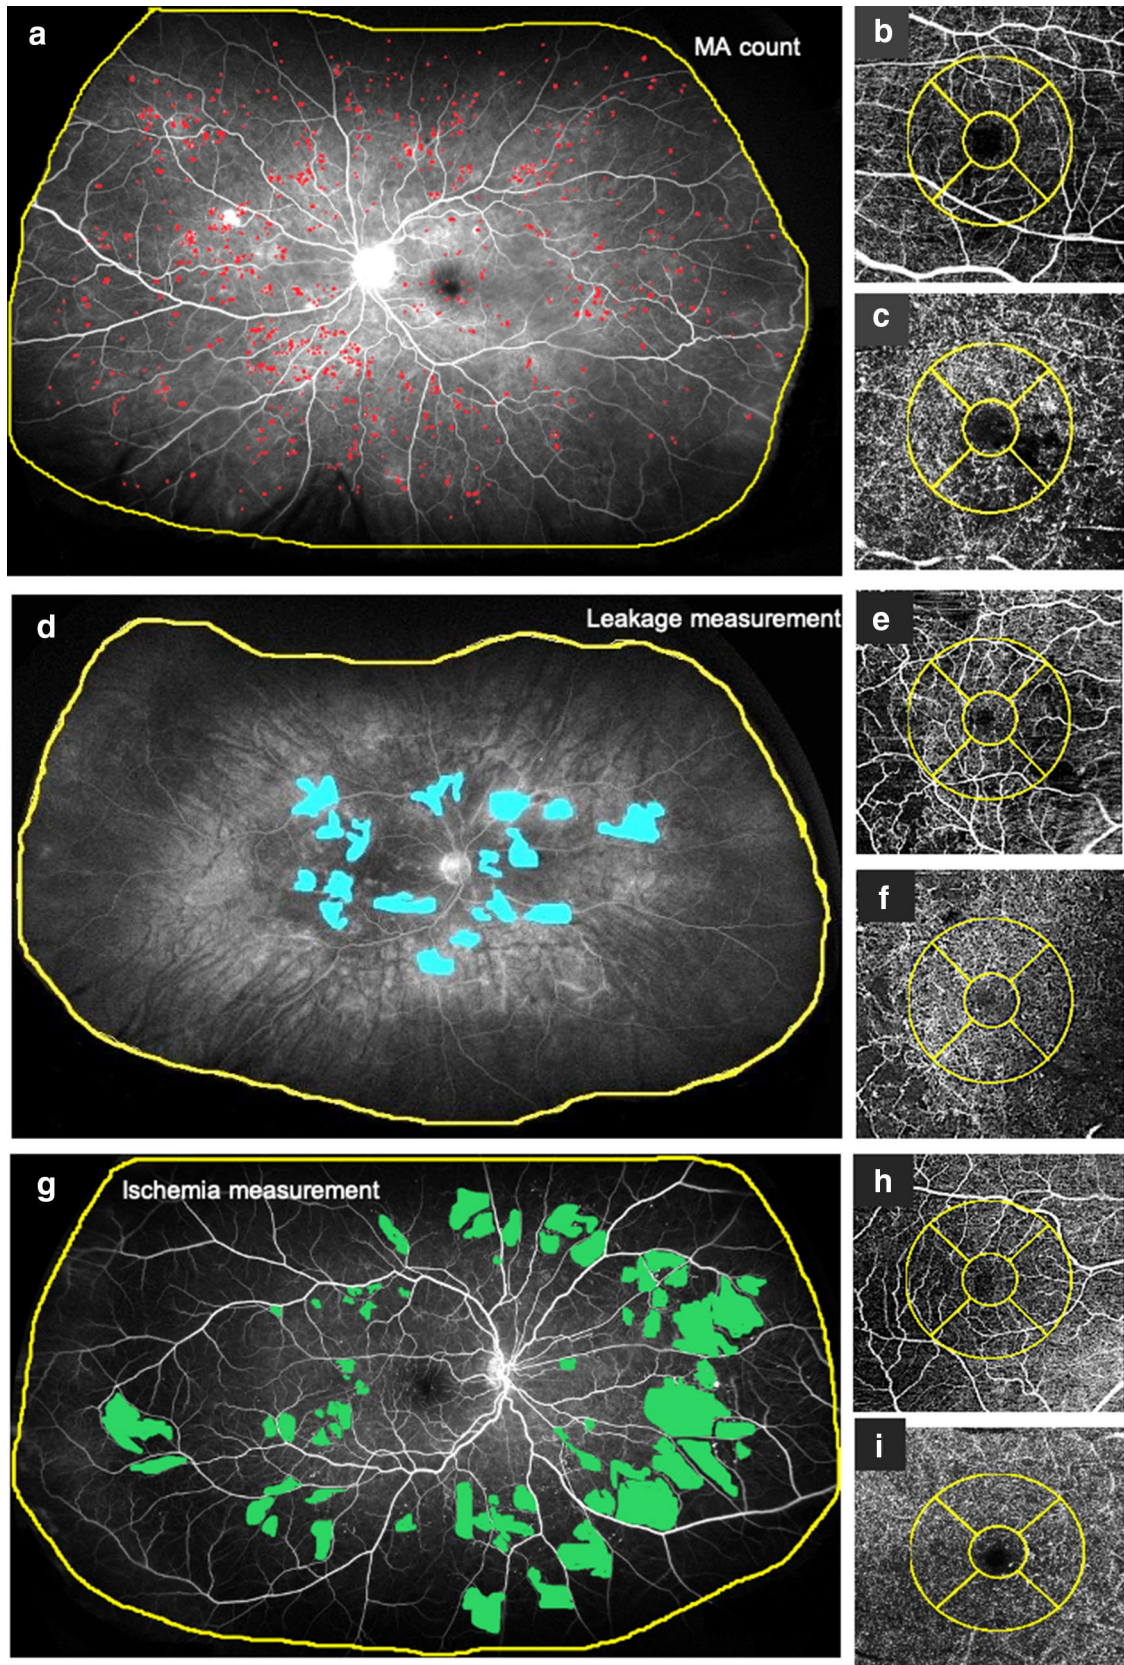 a
MA count
b
c
d
Leakage measurement
e
f
g
Ischemia measurement
h
i